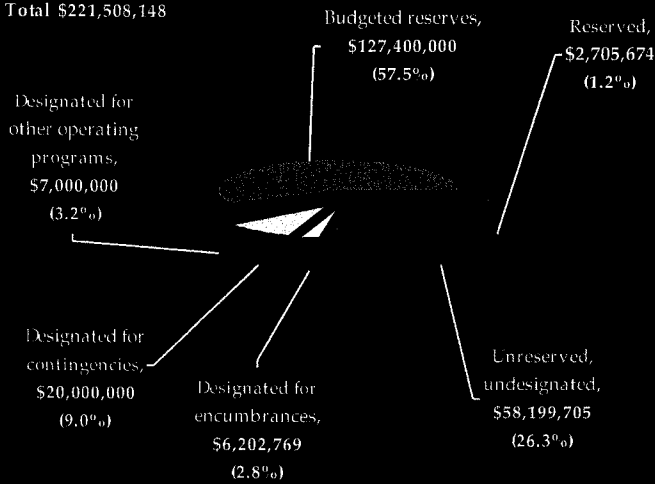 Total $221,508,148
Budgeted reserves,
$127,400,000
(57.5%)
Reserved,
$2,705,674
(1.2%)
Designated for
other operating
programs,
$7,000,000
(3.2%)
Designated for
contingencies,
$20,000,000
(9.0%)
Designated for
encumbrances,
$6,202,769
(2.8%)
Unreserved,
undesignated,
$58,199,705
(26.3%)